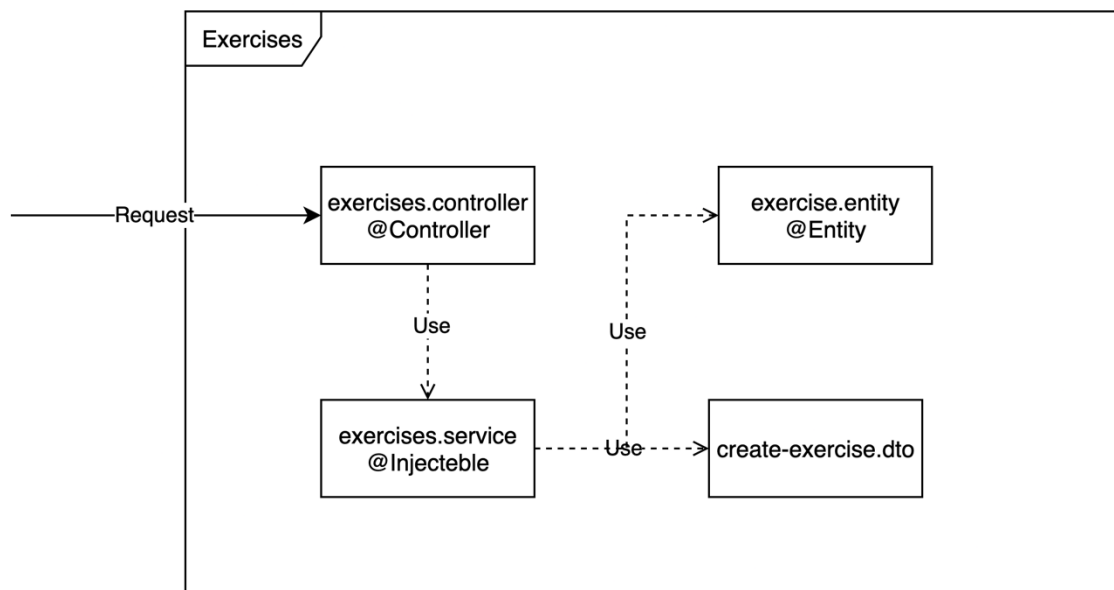 Exercises
Request
exercises.controller
@Controller
exercise.entity
@Entity
Use
Use
exercises.service
@Injecteble
Use
create-exercise.dto